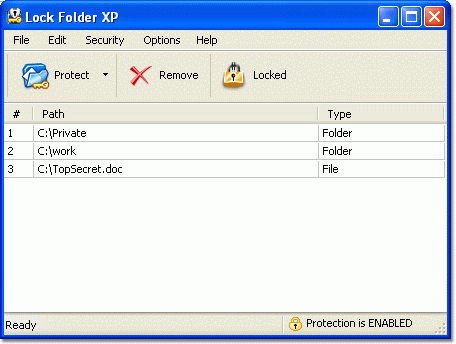 Lock Folder XP
File Edit Security Options Help
Protect Remove Locked
# Path Type
1 C:\Private Folder
2 C:\work Folder
3 C:\TopSecret.doc File
Ready Protection is ENABLED